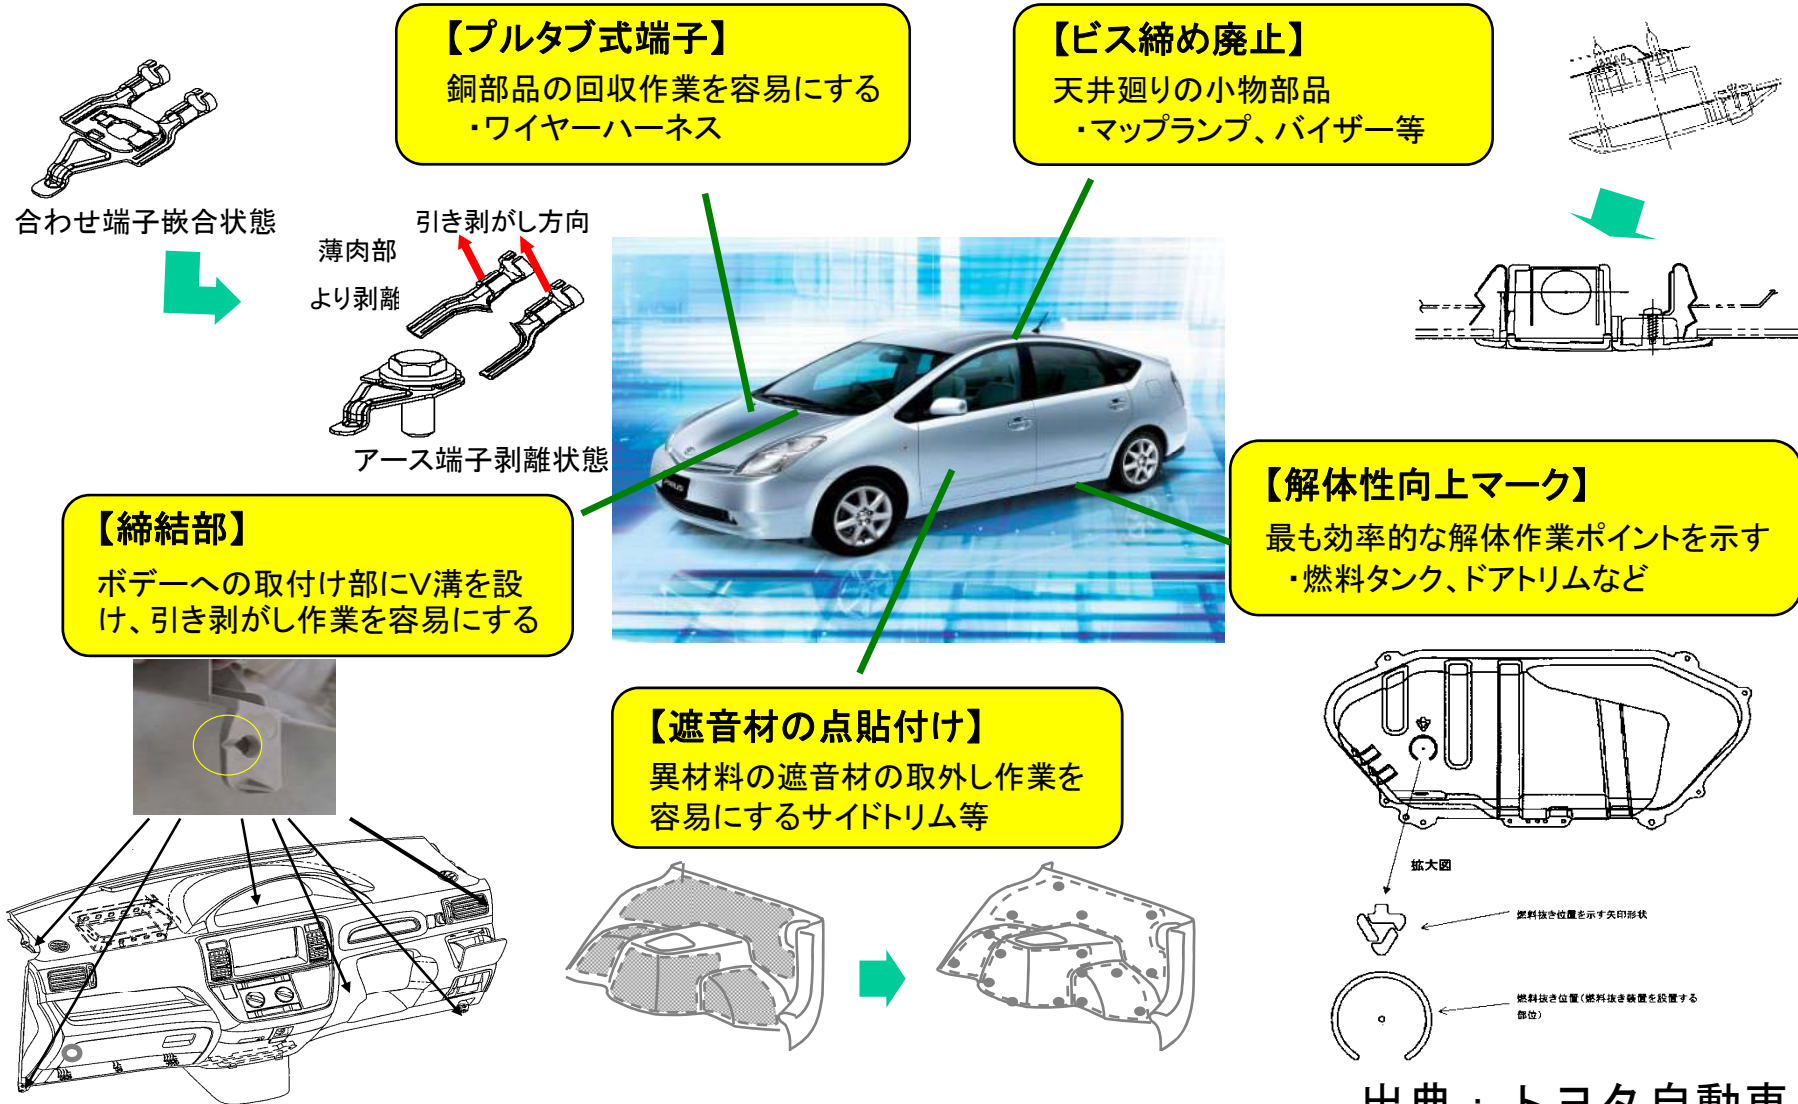 【プルタブ式端子】
銅部品の回収作業を容易にする
・ワイヤーハーネス
【ビス締め廃止】
天井廻りの小物部品
・マップランプ、バイザー等
合わせ端子嵌合状態
引き剥がし方向
薄肉部
より剥離
アース端子剥離状態
【締結部】
ボデーへの取付け部にV溝を設
け、引き剥がし作業を容易にする
【解体性向上マーク】
最も効率的な解体作業ポイントを示す
・燃料タンク、ドアトリムなど
【遮音材の点貼付け】
異材料の遮音材の取外し作業を
容易にするサイドトリム等
拡大図
燃料抜き位置を示す矢印形状
燃料抜き位置(燃料抜き装置を設置する
部位)
出典：トヨタ自動車